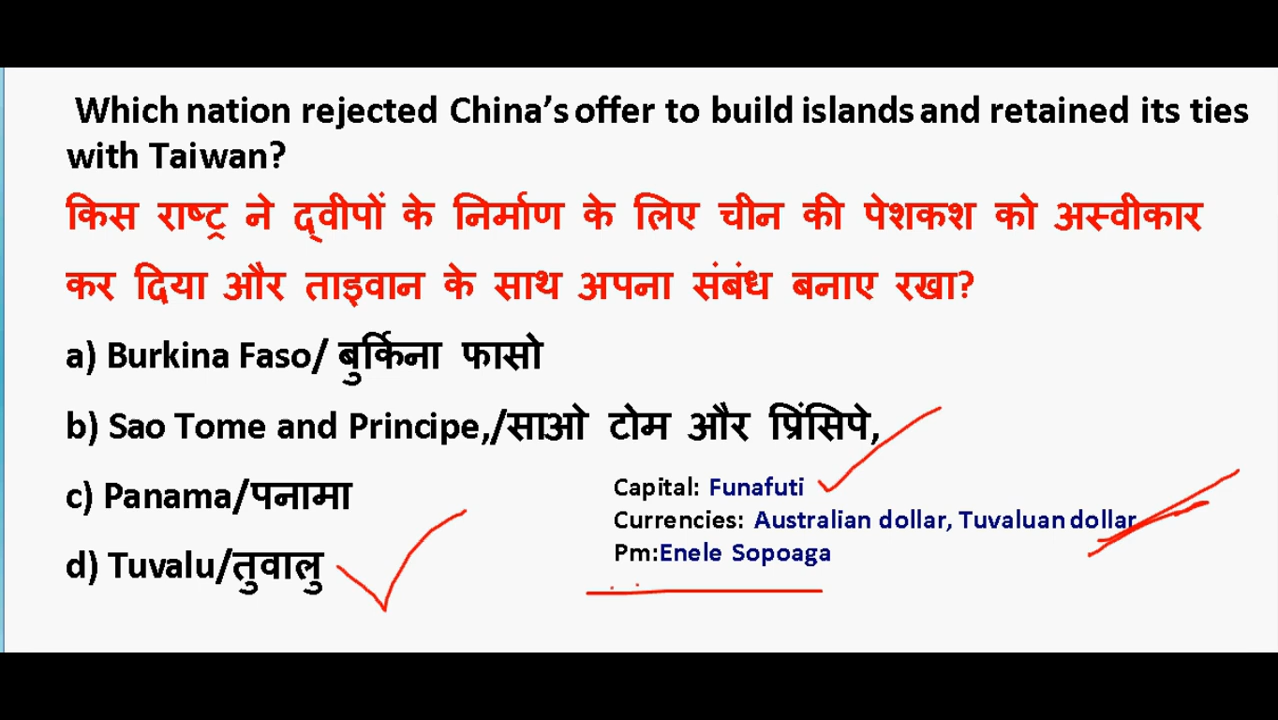 Which nation rejected China’s offer to build islands and retained its ties
with Taiwan?
किस राष्ट्र ने द्वीपों के निर्माण के लिए चीन की पेशकश को अस्वीकार
कर दिया और ताइवान के साथ अपना संबंध बनाए रखा?
a) Burkina Faso/ बुर्किना फासो
b) Sao Tome and Principe,/साओ टोम और प्रिंसिपे,
c) Panama/पनामा
Capital: Funafuti
Currencies: Australian dollar, Tuvaluan dollar
Pm:Enele Sopoaga
d) Tuvalu/तुवालु